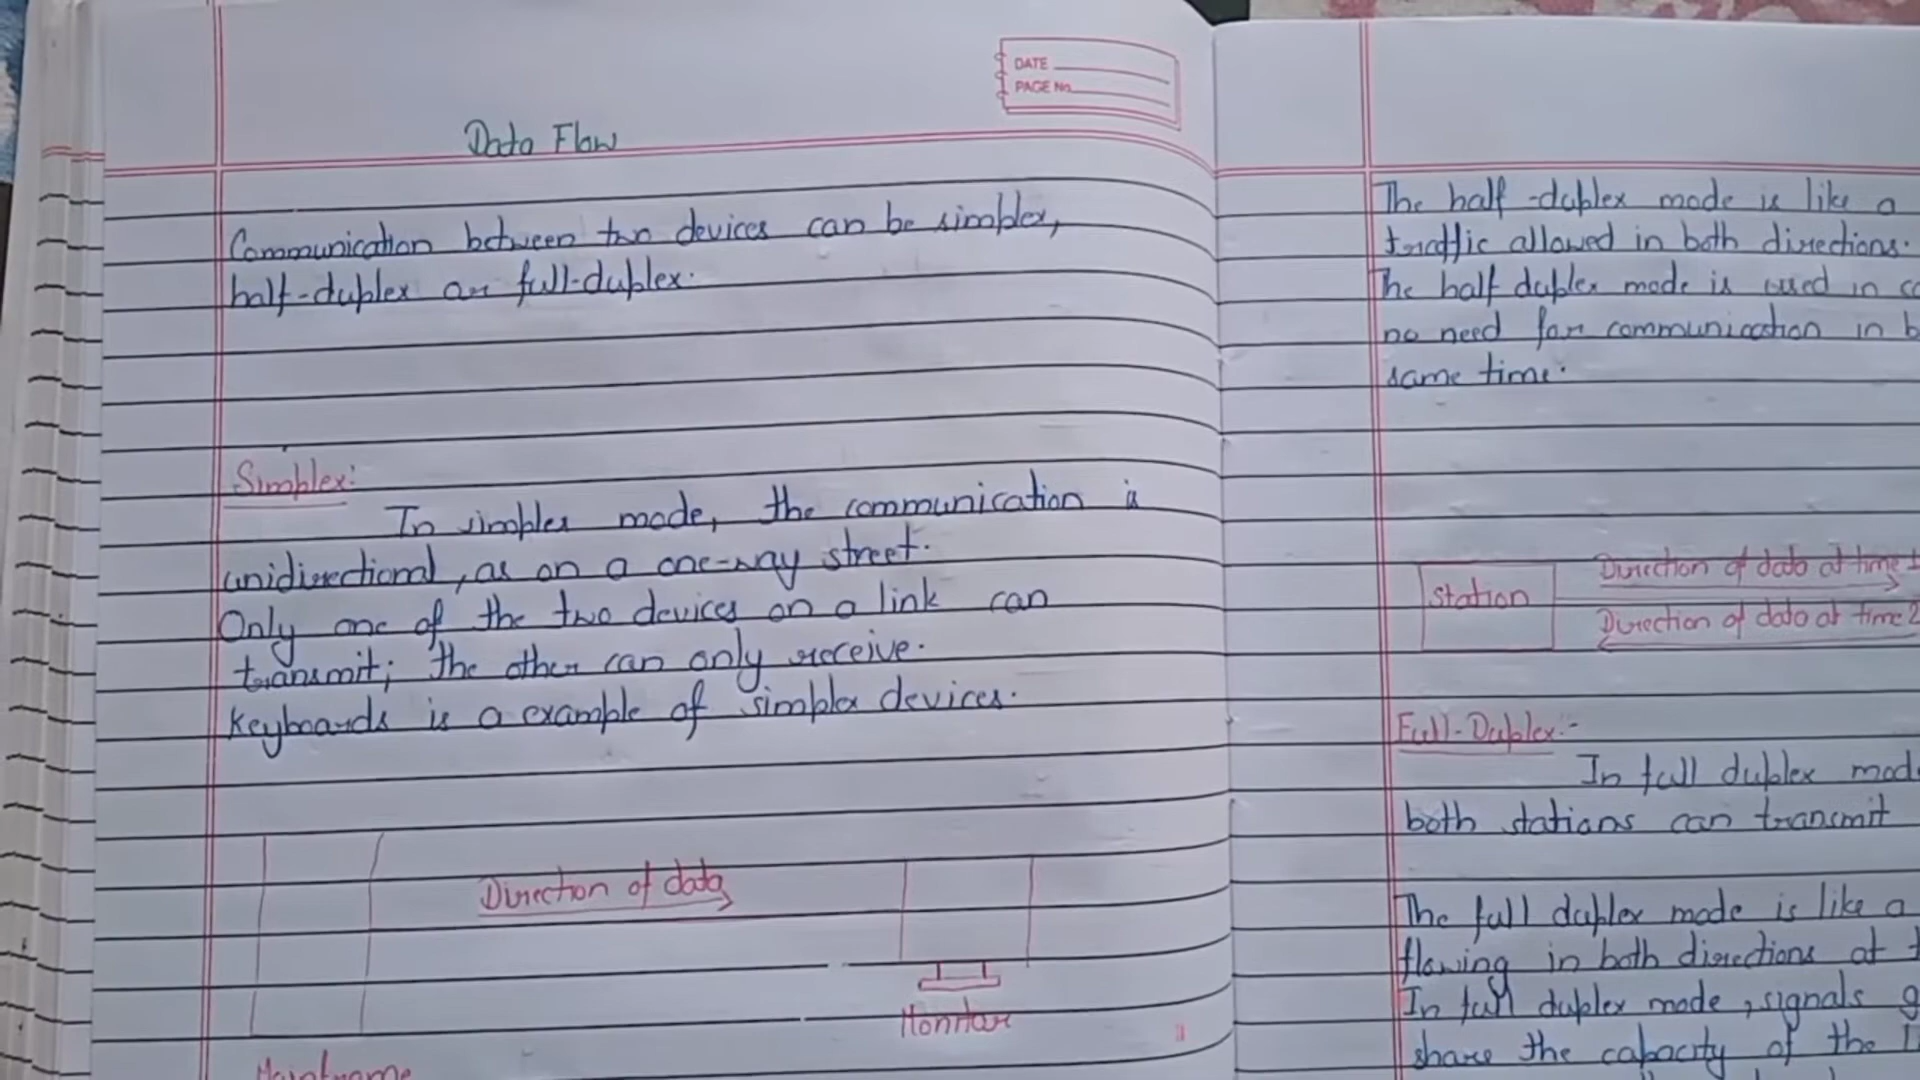 DATE
PAGE No.
Data Flow
Communication between two devices can be simplex,
half-duplex or full-duplex.
Simplex:
In simplex mode, the communication is
unidirectional, as on a one-way street.
Only one of the two devices on a link can
transmit; the other can only receive.
Keyboards is a example of simplex devices.
Direction of data
Monitor
Mainframe
The half-duplex mode is like a
traffic allowed in both directions.
The half duplex mode is used in
no need for communication in
same time.
Station
Direction of data at time 1
Direction of data at time 2
Full-Duplex:-
In full duplex
both stations can transmit
The full duplex mode is like a
flowing in both directions at
In full duplex mode, signals
share the capacity of the